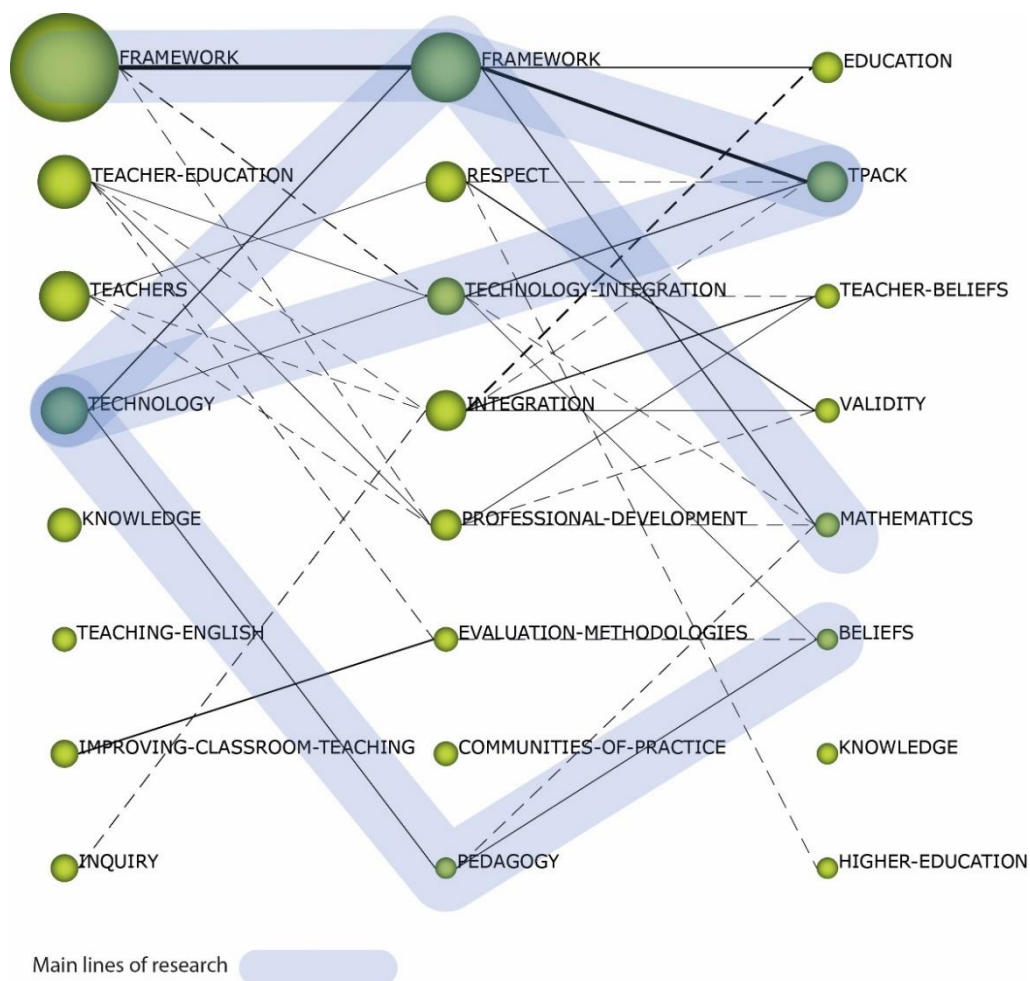 FRAMEWORK FRAMEWORK EDUCATION
TEACHER-EDUCATION RESPECT TPACK
TEACHERS TECHNOLOGY-INTEGRATION TEACHER-BELIEFS
TECHNOLOGY INTEGRATION VALIDITY
KNOWLEDGE PROFESSIONAL-DEVELOPMENT MATHEMATICS
TEACHING-ENGLISH EVALUATION-METHODOLOGIES BELIEFS
IMPROVING-CLASSROOM-TEACHING COMMUNITIES-OF-PRACTICE KNOWLEDGE
INQUIRY PEDAGOGY HIGHER-EDUCATION
Main lines of research